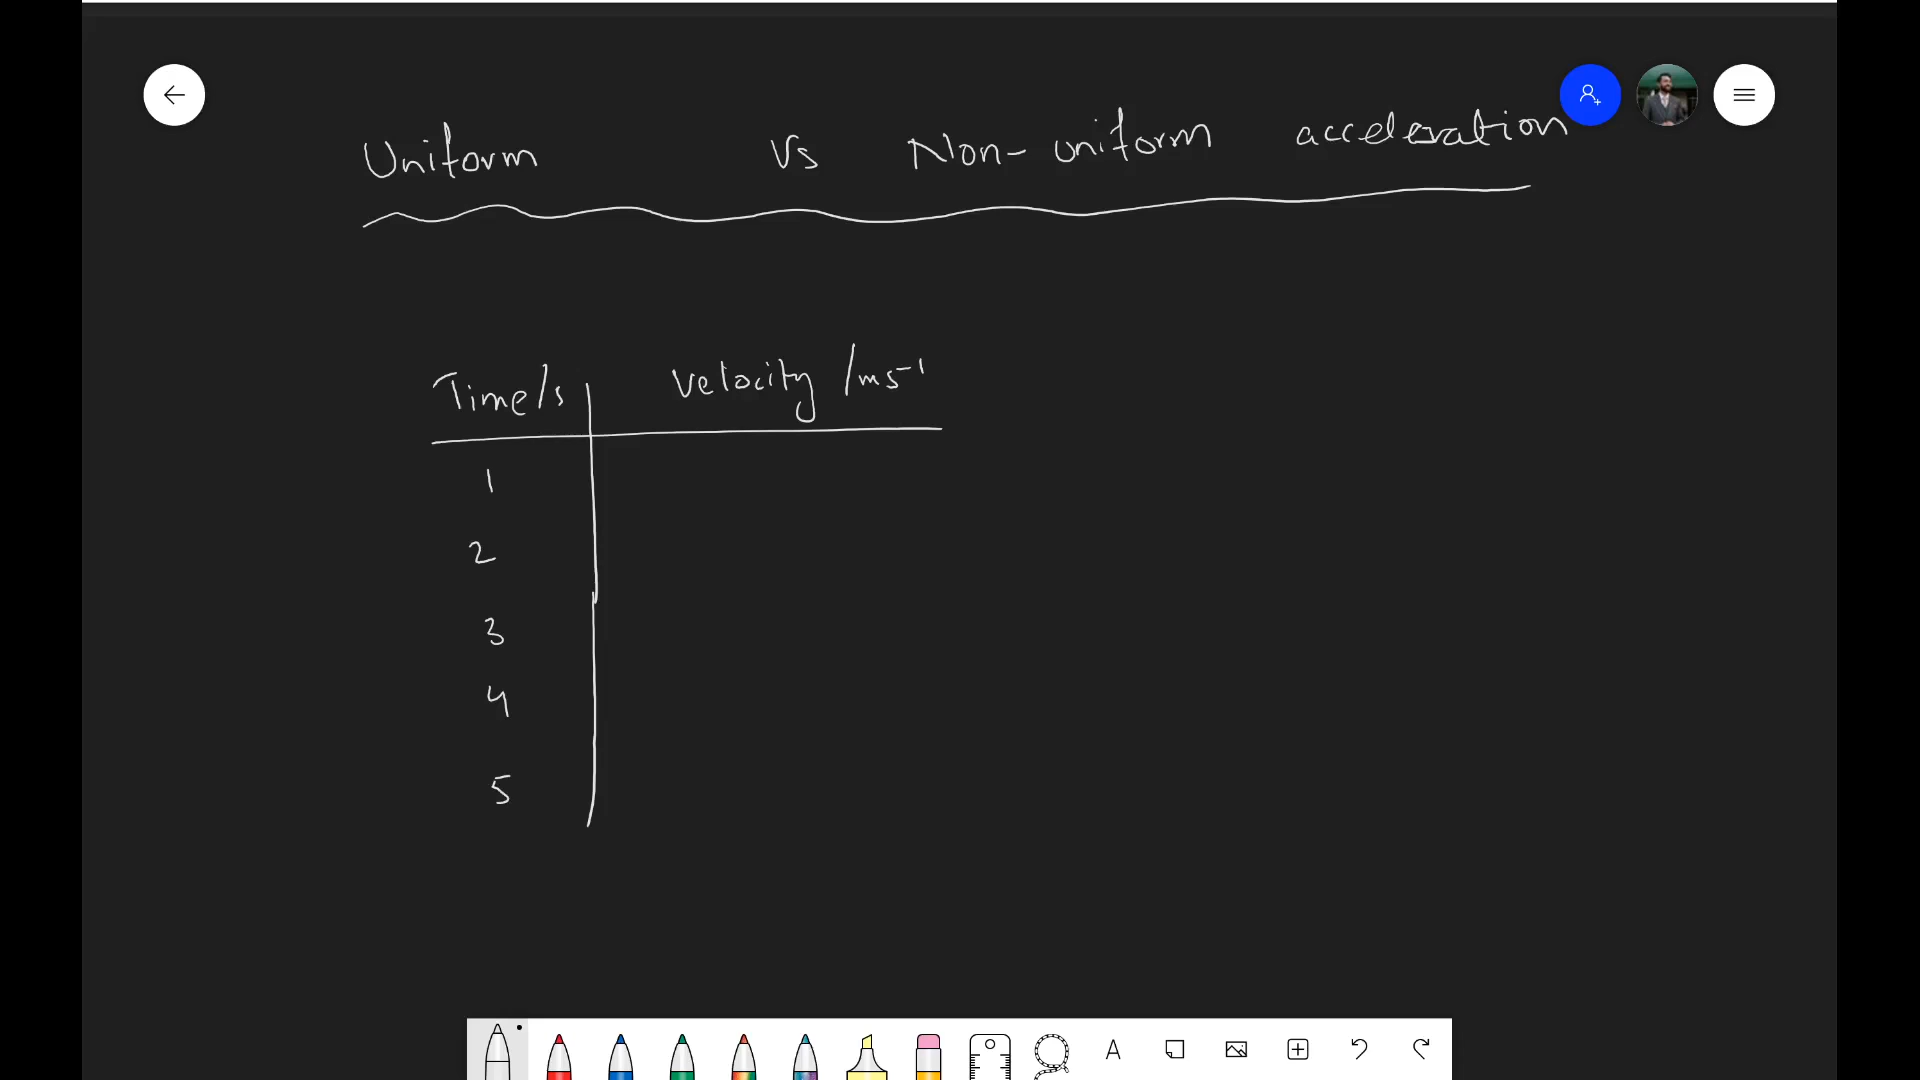 Uniform Vs Non-uniform acceleration
Time/s Velocity /ms⁻¹
1
2
3
4
5
A